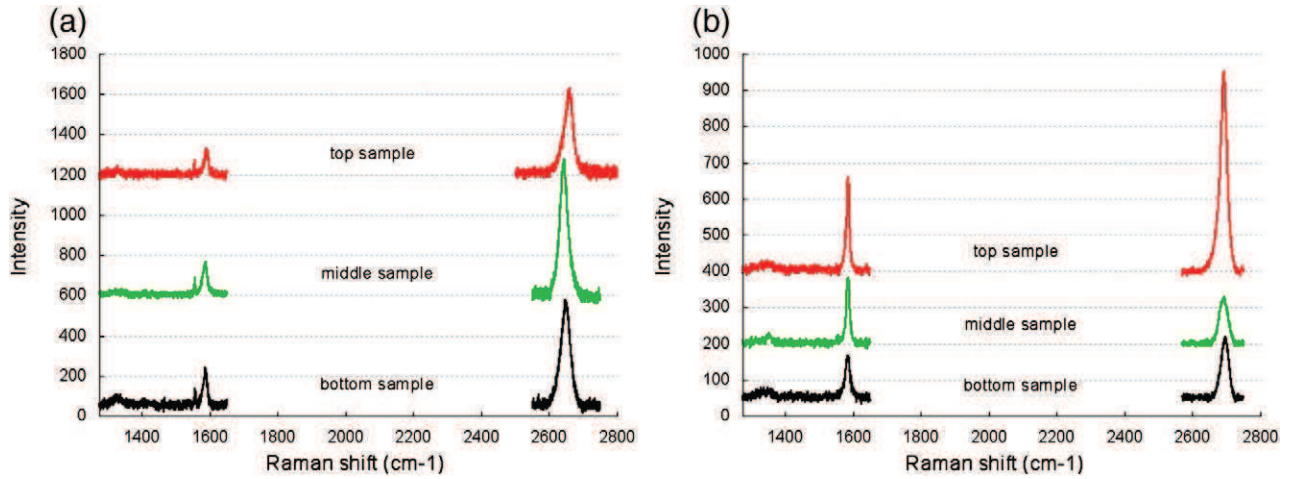 (a)
1800
1600
1400
1200
1000
800
600
400
200
0
Intensity
top sample
middle sample
bottom sample
1400 1600 1800 2000 2200 2400 2600 2800
Raman shift (cm-1)
(b)
1000
900
800
700
600
500
400
300
200
100
0
Intensity
top sample
middle sample
bottom sample
1400 1600 1800 2000 2200 2400 2600 2800
Raman shift (cm-1)